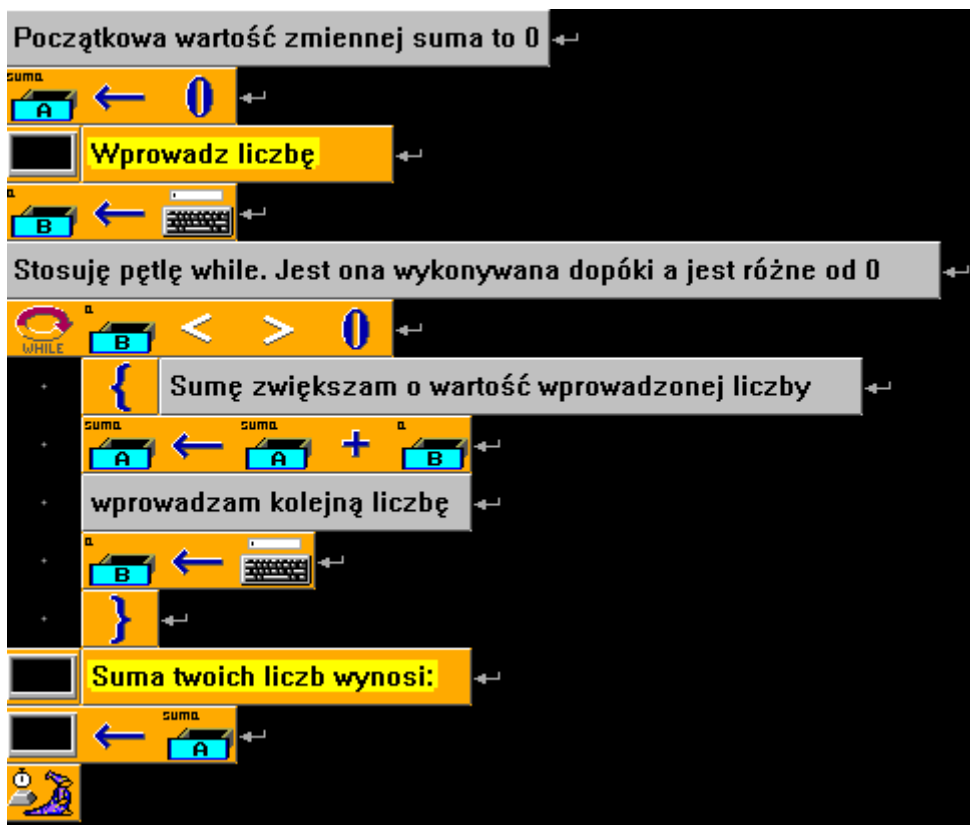 Początkowa wartość zmiennej suma to 0
suma A ← 0
Wprowadz liczbę
a B ←
Stosuję pętlę while. Jest ona wykonywana dopóki a jest różne od 0
WHILE a B < > 0
{ Sumę zwiększam o wartość wprowadzonej liczby
suma A ← suma A + a B
wprowadzam kolejną liczbę
a B ←
}
Suma twoich liczb wynosi:
← suma A